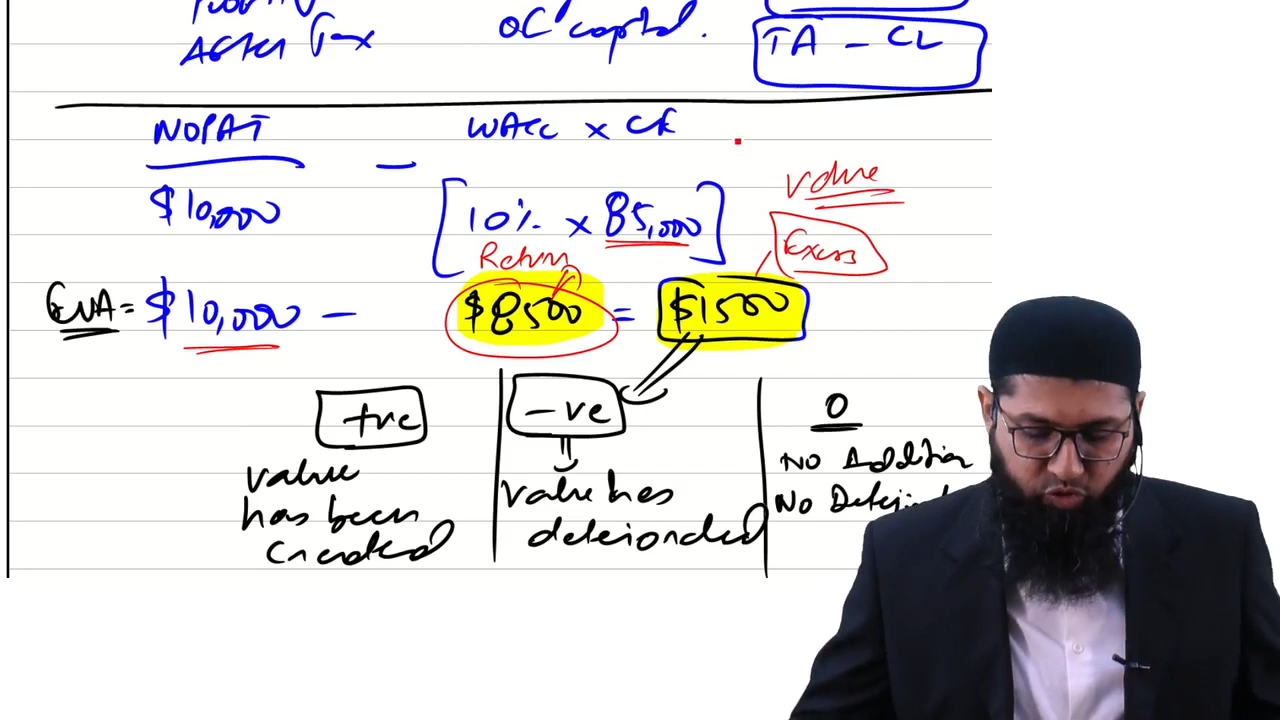 After Tax
OC capital.
TA - CL
NOPAT - WACC x CE
$10,000
[10% x 85,000]
Value
Excess
Return
EVA = $10,000 - $8500 = $1500
+ve
-ve
0
value
has been
created
value has
deteriorated
No Addition
No